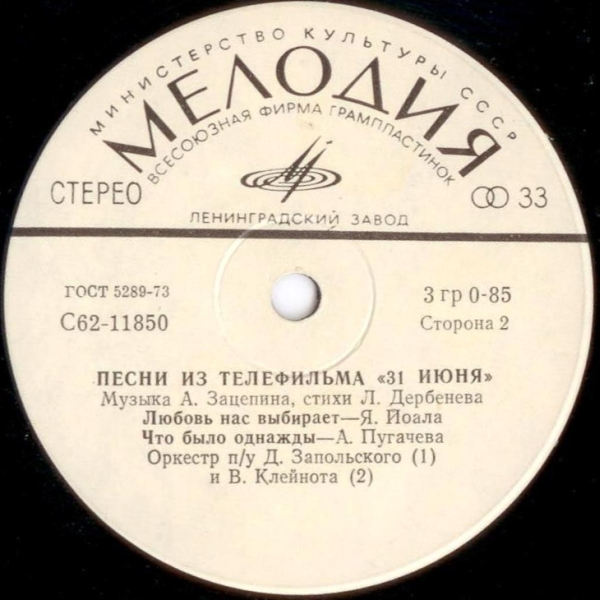 МИНИСТЕРСТВО КУЛЬТУРЫ СССР
МЕЛОДИЯ
ВСЕСОЮЗНАЯ ФИРМА ГРАМПЛАСТИНОК
СТЕРЕО
33
ЛЕНИНГРАДСКИЙ ЗАВОД
ГОСТ 5289-73
3 гр 0-85
С62-11850
Сторона 2
ПЕСНИ ИЗ ТЕЛЕФИЛЬМА «31 ИЮНЯ»
Музыка А. Зацепина, стихи Л. Дербенева
Любовь нас выбирает—Я. Йоала
Что было однажды—А. Пугачева
Оркестр п/у Д. Запольского (1)
и В. Клейнота (2)